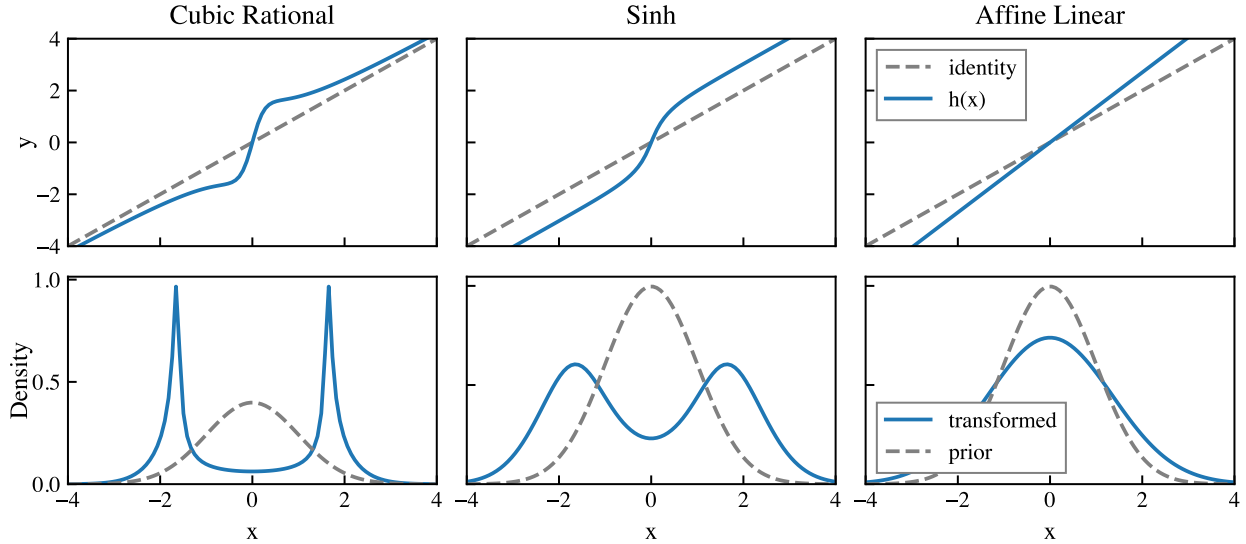 Cubic Rational
Sinh
Affine Linear
4
2
0
−2
−4
y
identity
h(x)
1.0
0.5
0.0
Density
transformed
prior
−4
−2
0
2
4
−4
−2
0
2
4
−4
−2
0
2
4
x
x
x